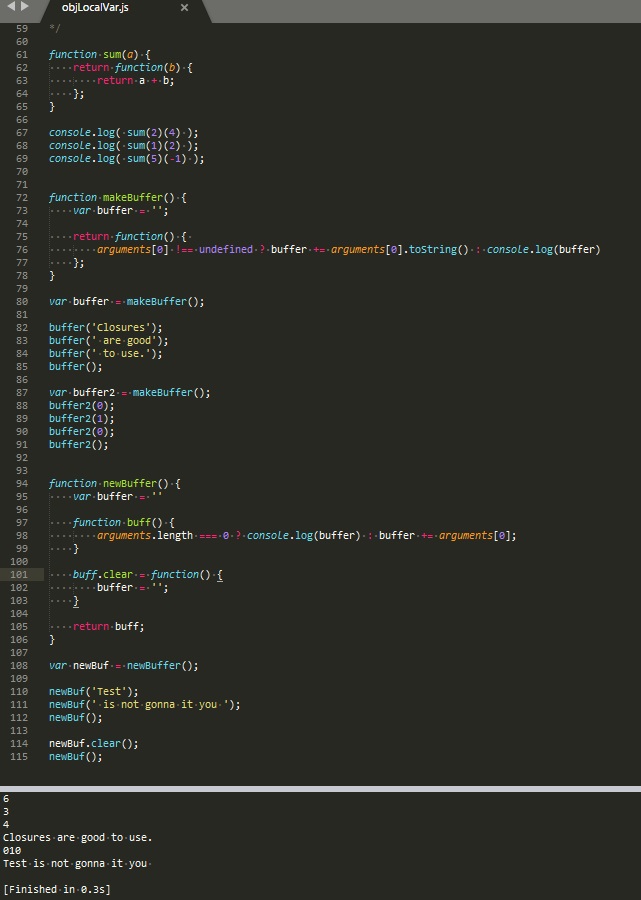 objLocalVar.js ×
59 */
60
61 function sum(a) {
62     return function(b) {
63         return a + b;
64     };
65 }
66
67 console.log( sum(2)(4) );
68 console.log( sum(1)(2) );
69 console.log( sum(5)(-1) );
70
71
72 function makeBuffer() {
73     var buffer = '';
74
75     return function() {
76         arguments[0] !== undefined ? buffer += arguments[0].toString() : console.log(buffer)
77     };
78 }
79
80 var buffer = makeBuffer();
81
82 buffer('Closures');
83 buffer(' are good');
84 buffer(' to use.');
85 buffer();
86
87 var buffer2 = makeBuffer();
88 buffer2(0);
89 buffer2(1);
90 buffer2(0);
91 buffer2();
92
93
94 function newBuffer() {
95     var buffer = ''
96
97     function buff() {
98         arguments.length === 0 ? console.log(buffer) : buffer += arguments[0];
99     }
100
101     buff.clear = function() {
102         buffer = '';
103     }
104
105     return buff;
106 }
107
108 var newBuf = newBuffer();
109
110 newBuf('Test');
111 newBuf(' is not gonna it you ');
112 newBuf();
113
114 newBuf.clear();
115 newBuf();
6
3
4
Closures are good to use.
010
Test is not gonna it you
[Finished in 0.3s]